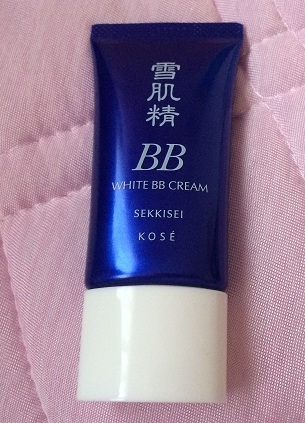 雪
肌
精
BB
WHITE BB CREAM
SEKKISEI
KOSÉ